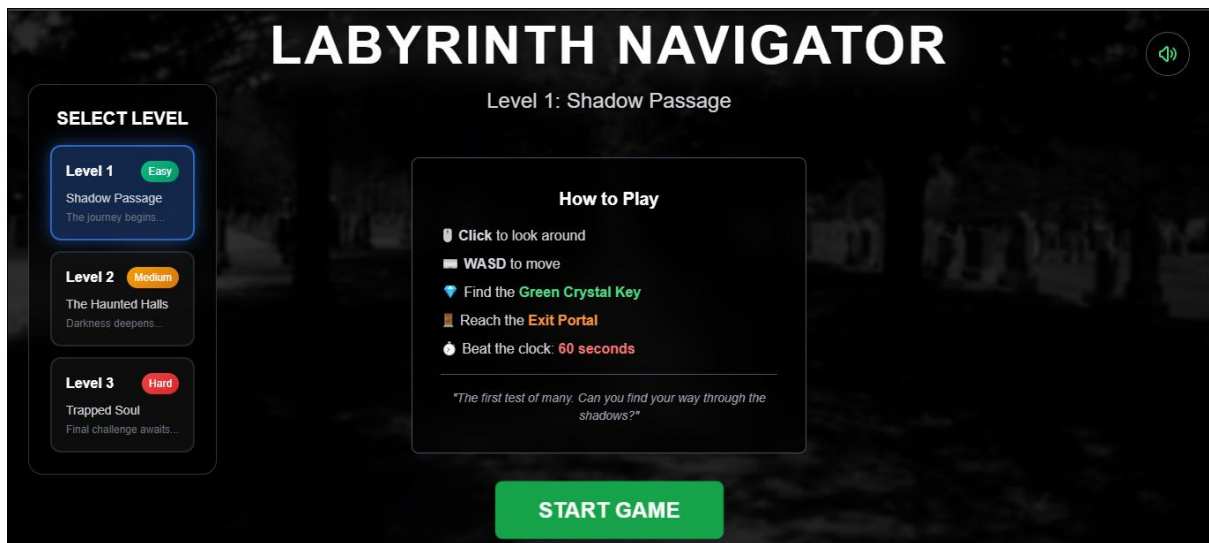 LABYRINTH NAVIGATOR
Level 1: Shadow Passage
SELECT LEVEL
Level 1 Easy
Shadow Passage
The journey begins...
Level 2 Medium
The Haunted Halls
Darkness deepens...
Level 3 Hard
Trapped Soul
Final challenge awaits...
How to Play
Click to look around
WASD to move
Find the Green Crystal Key
Reach the Exit Portal
Beat the clock: 60 seconds
"The first test of many. Can you find your way through the
shadows?"
START GAME